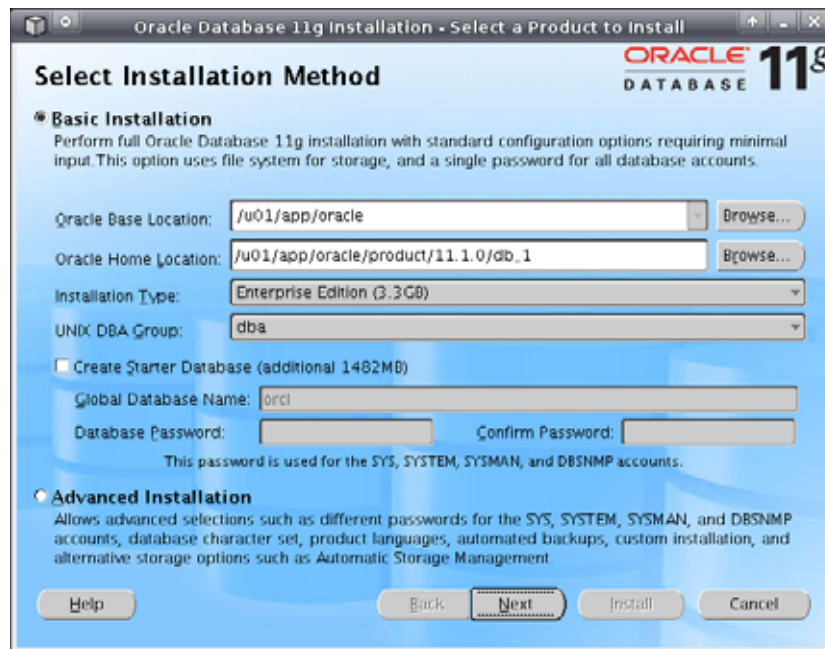 Oracle Database 11g Installation - Select a Product to Install
Select Installation Method
ORACLE
DATABASE
11g
Basic Installation
Perform full Oracle Database 11g installation with standard configuration options requiring minimal
input. This option uses file system for storage, and a single password for all database accounts.
Oracle Base Location: /u01/app/oracle Browse...
Oracle Home Location: /u01/app/oracle/product/11.1.0/db_1 Browse...
Installation Type: Enterprise Edition (3.3GB)
UNIX DBA Group: dba
Create Starter Database (additional 1482MB)
Global Database Name: orcl
Database Password: Confirm Password:
This password is used for the SYS, SYSTEM, SYSMAN, and DBSNMP accounts.
Advanced Installation
Allows advanced selections such as different passwords for the SYS, SYSTEM, SYSMAN, and DBSNMP
accounts, database character set, product languages, automated backups, custom installation, and
alternative storage options such as Automatic Storage Management.
Help Back Next Install Cancel